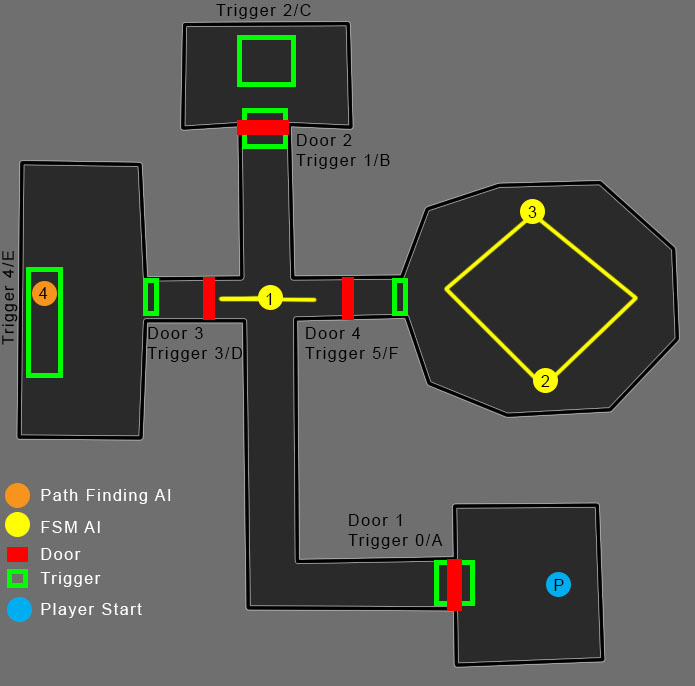 Trigger 2/C
Door 2
Trigger 1/B
3
Trigger 4/E
4
1
Door 3
Trigger 3/D
Door 4
Trigger 5/F
2
Path Finding AI
FSM AI
Door
Trigger
Player Start
Door 1
Trigger 0/A
P